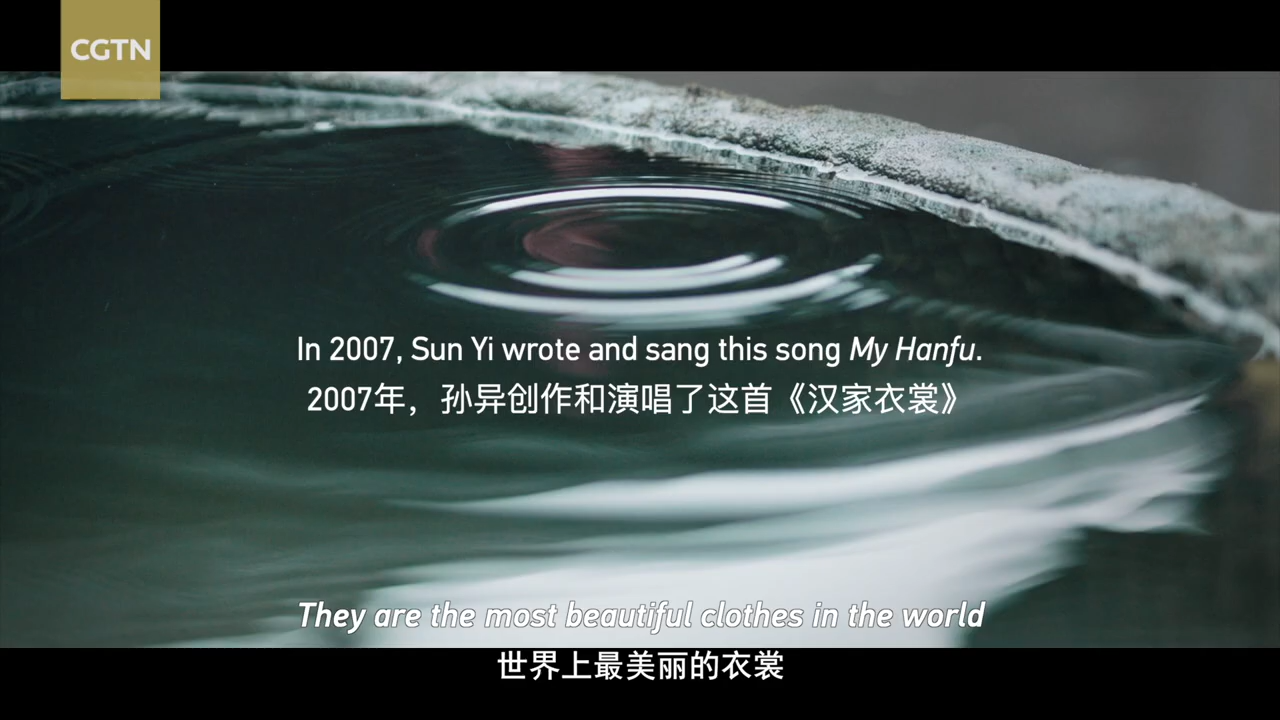 CGTN
In 2007, Sun Yi wrote and sang this song My Hanfu.
2007年，孙异创作和演唱了这首《汉家衣裳》
They are the most beautiful clothes in the world
世界上最美丽的衣裳